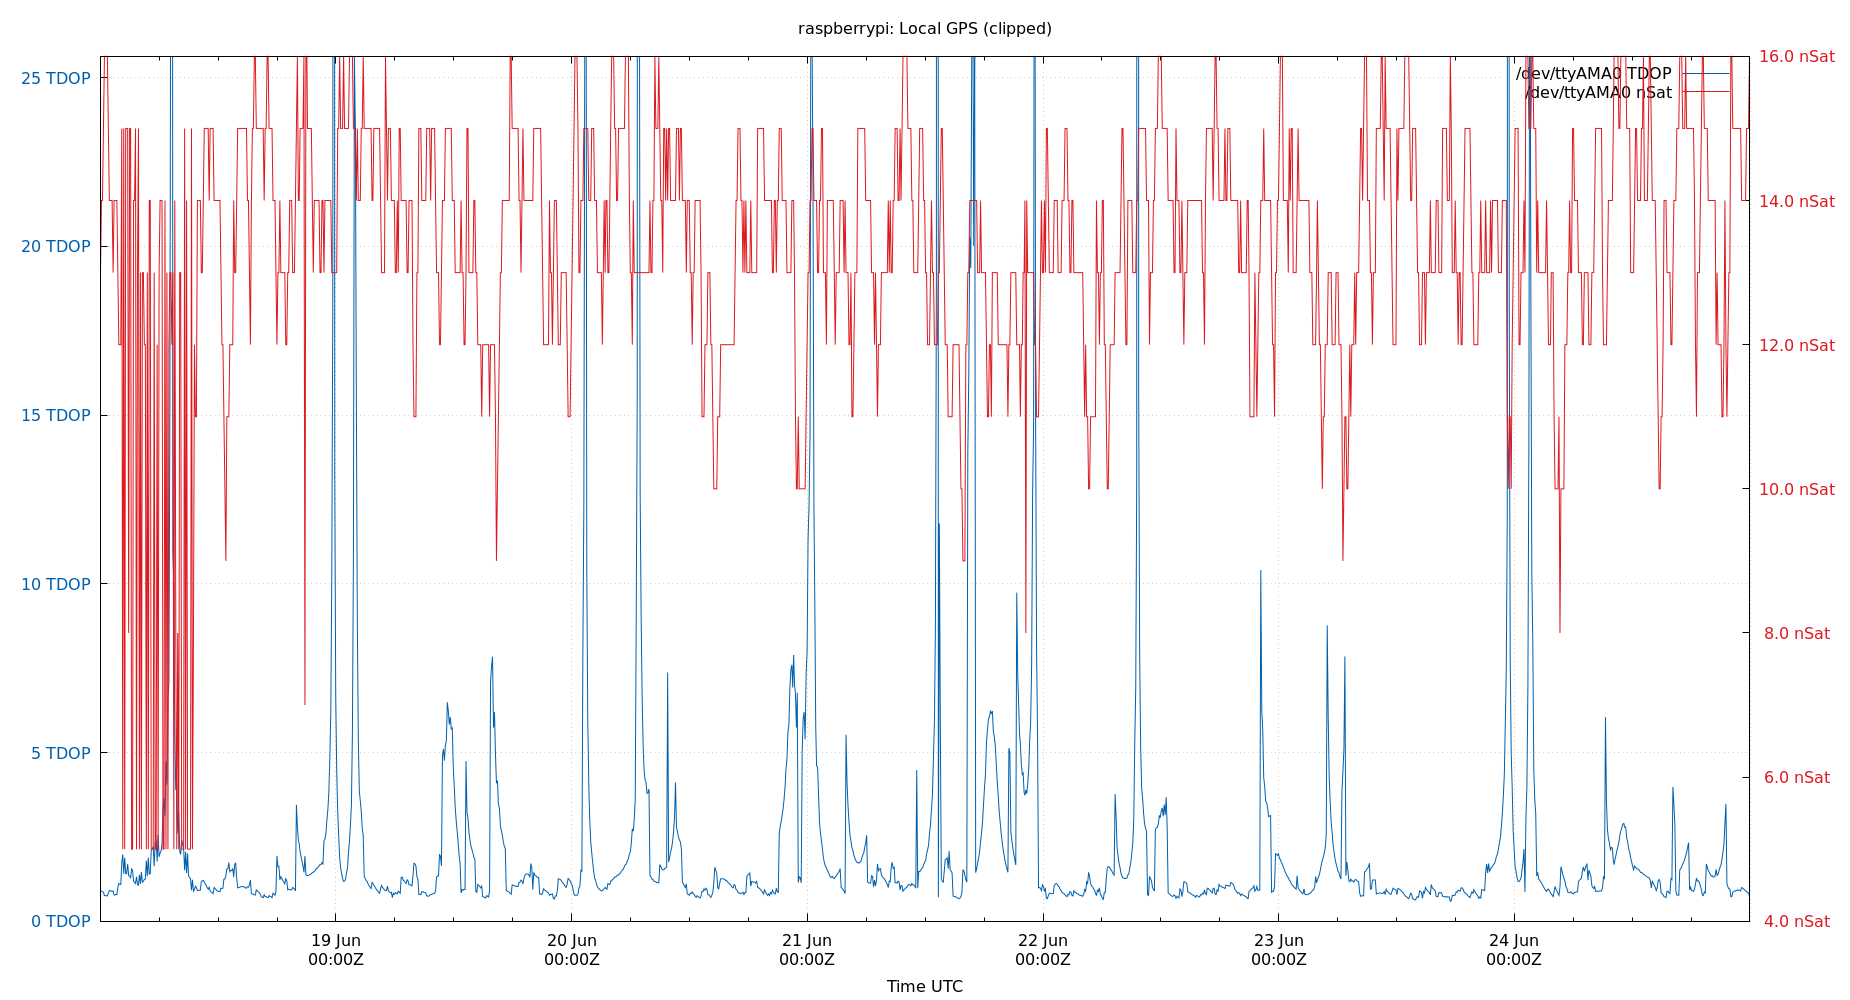 raspberrypi: Local GPS (clipped)
25 TDOP
20 TDOP
15 TDOP
10 TDOP
5 TDOP
0 TDOP
16.0 nSat
14.0 nSat
12.0 nSat
10.0 nSat
8.0 nSat
6.0 nSat
4.0 nSat
/dev/ttyAMA0 TDOP
/dev/ttyAMA0 nSat
19 Jun
00:00Z
20 Jun
00:00Z
21 Jun
00:00Z
22 Jun
00:00Z
23 Jun
00:00Z
24 Jun
00:00Z
Time UTC